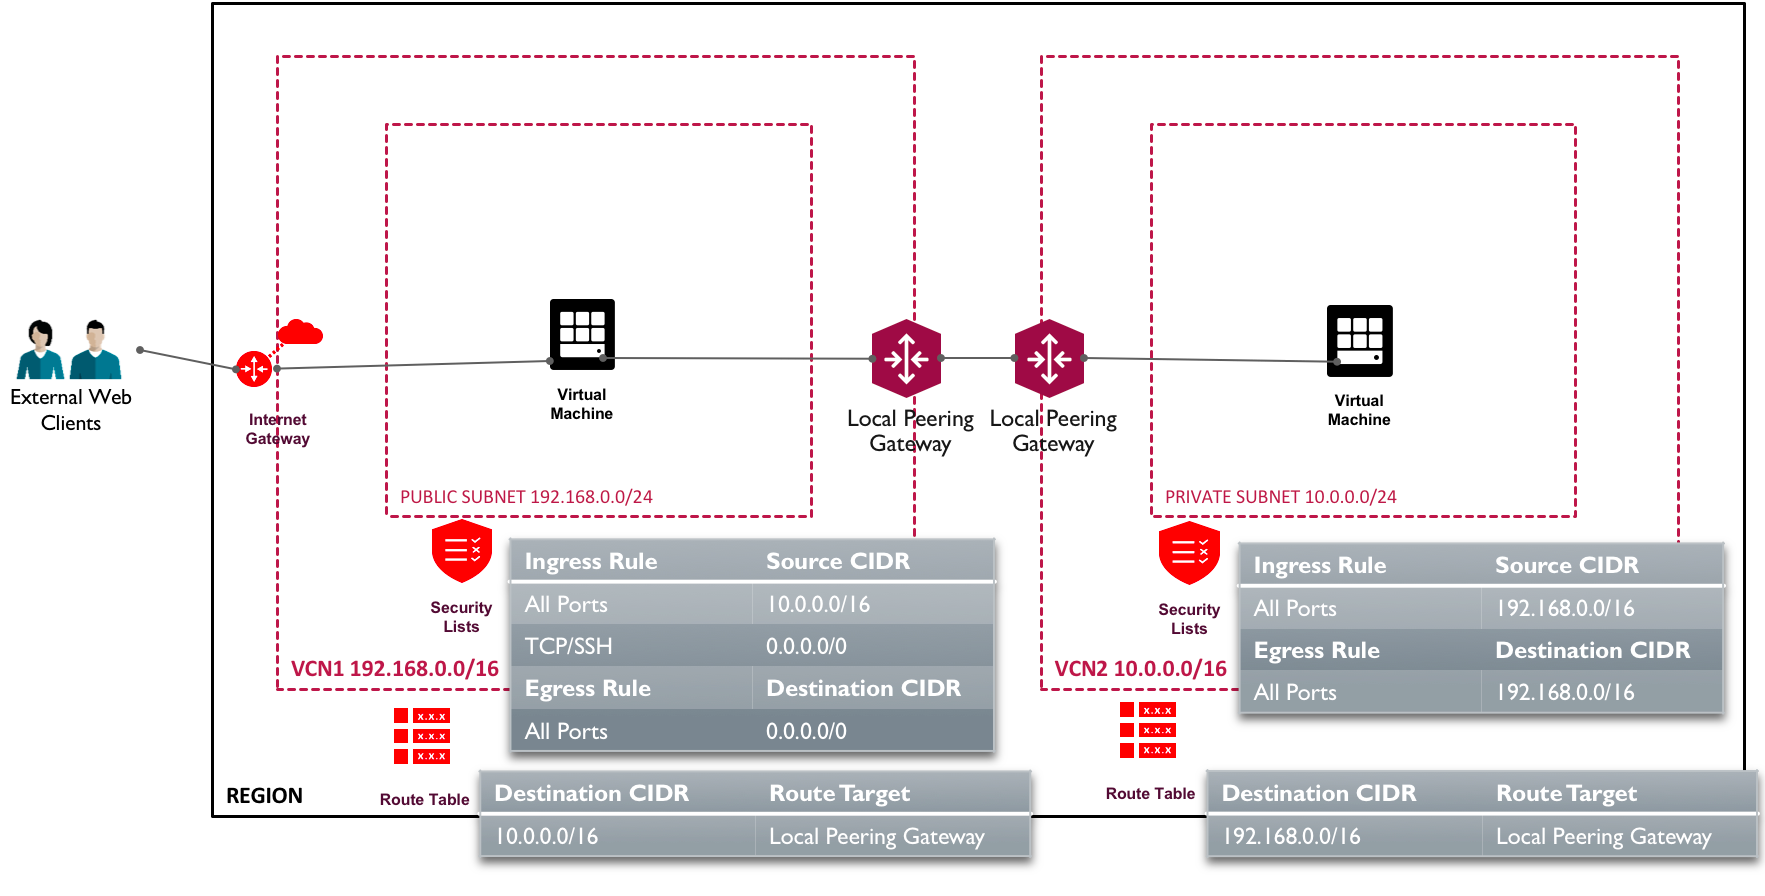 External Web
Clients
Internet
Gateway
Virtual
Machine
Local Peering
Gateway
Local Peering
Gateway
Virtual
Machine
PUBLIC SUBNET 192.168.0.0/24
PRIVATE SUBNET 10.0.0.0/24
Security
Lists
Ingress Rule Source CIDR
All Ports 10.0.0.0/16
TCP/SSH 0.0.0.0/0
Egress Rule Destination CIDR
All Ports 0.0.0.0/0
VCN1 192.168.0.0/16
Security
Lists
Ingress Rule Source CIDR
All Ports 192.168.0.0/16
Egress Rule Destination CIDR
All Ports 192.168.0.0/16
VCN2 10.0.0.0/16
x.x.x
x.x.x
x.x.x
x.x.x
x.x.x
x.x.x
REGION
Route Table
Destination CIDR Route Target
10.0.0.0/16 Local Peering Gateway
Route Table
Destination CIDR Route Target
192.168.0.0/16 Local Peering Gateway